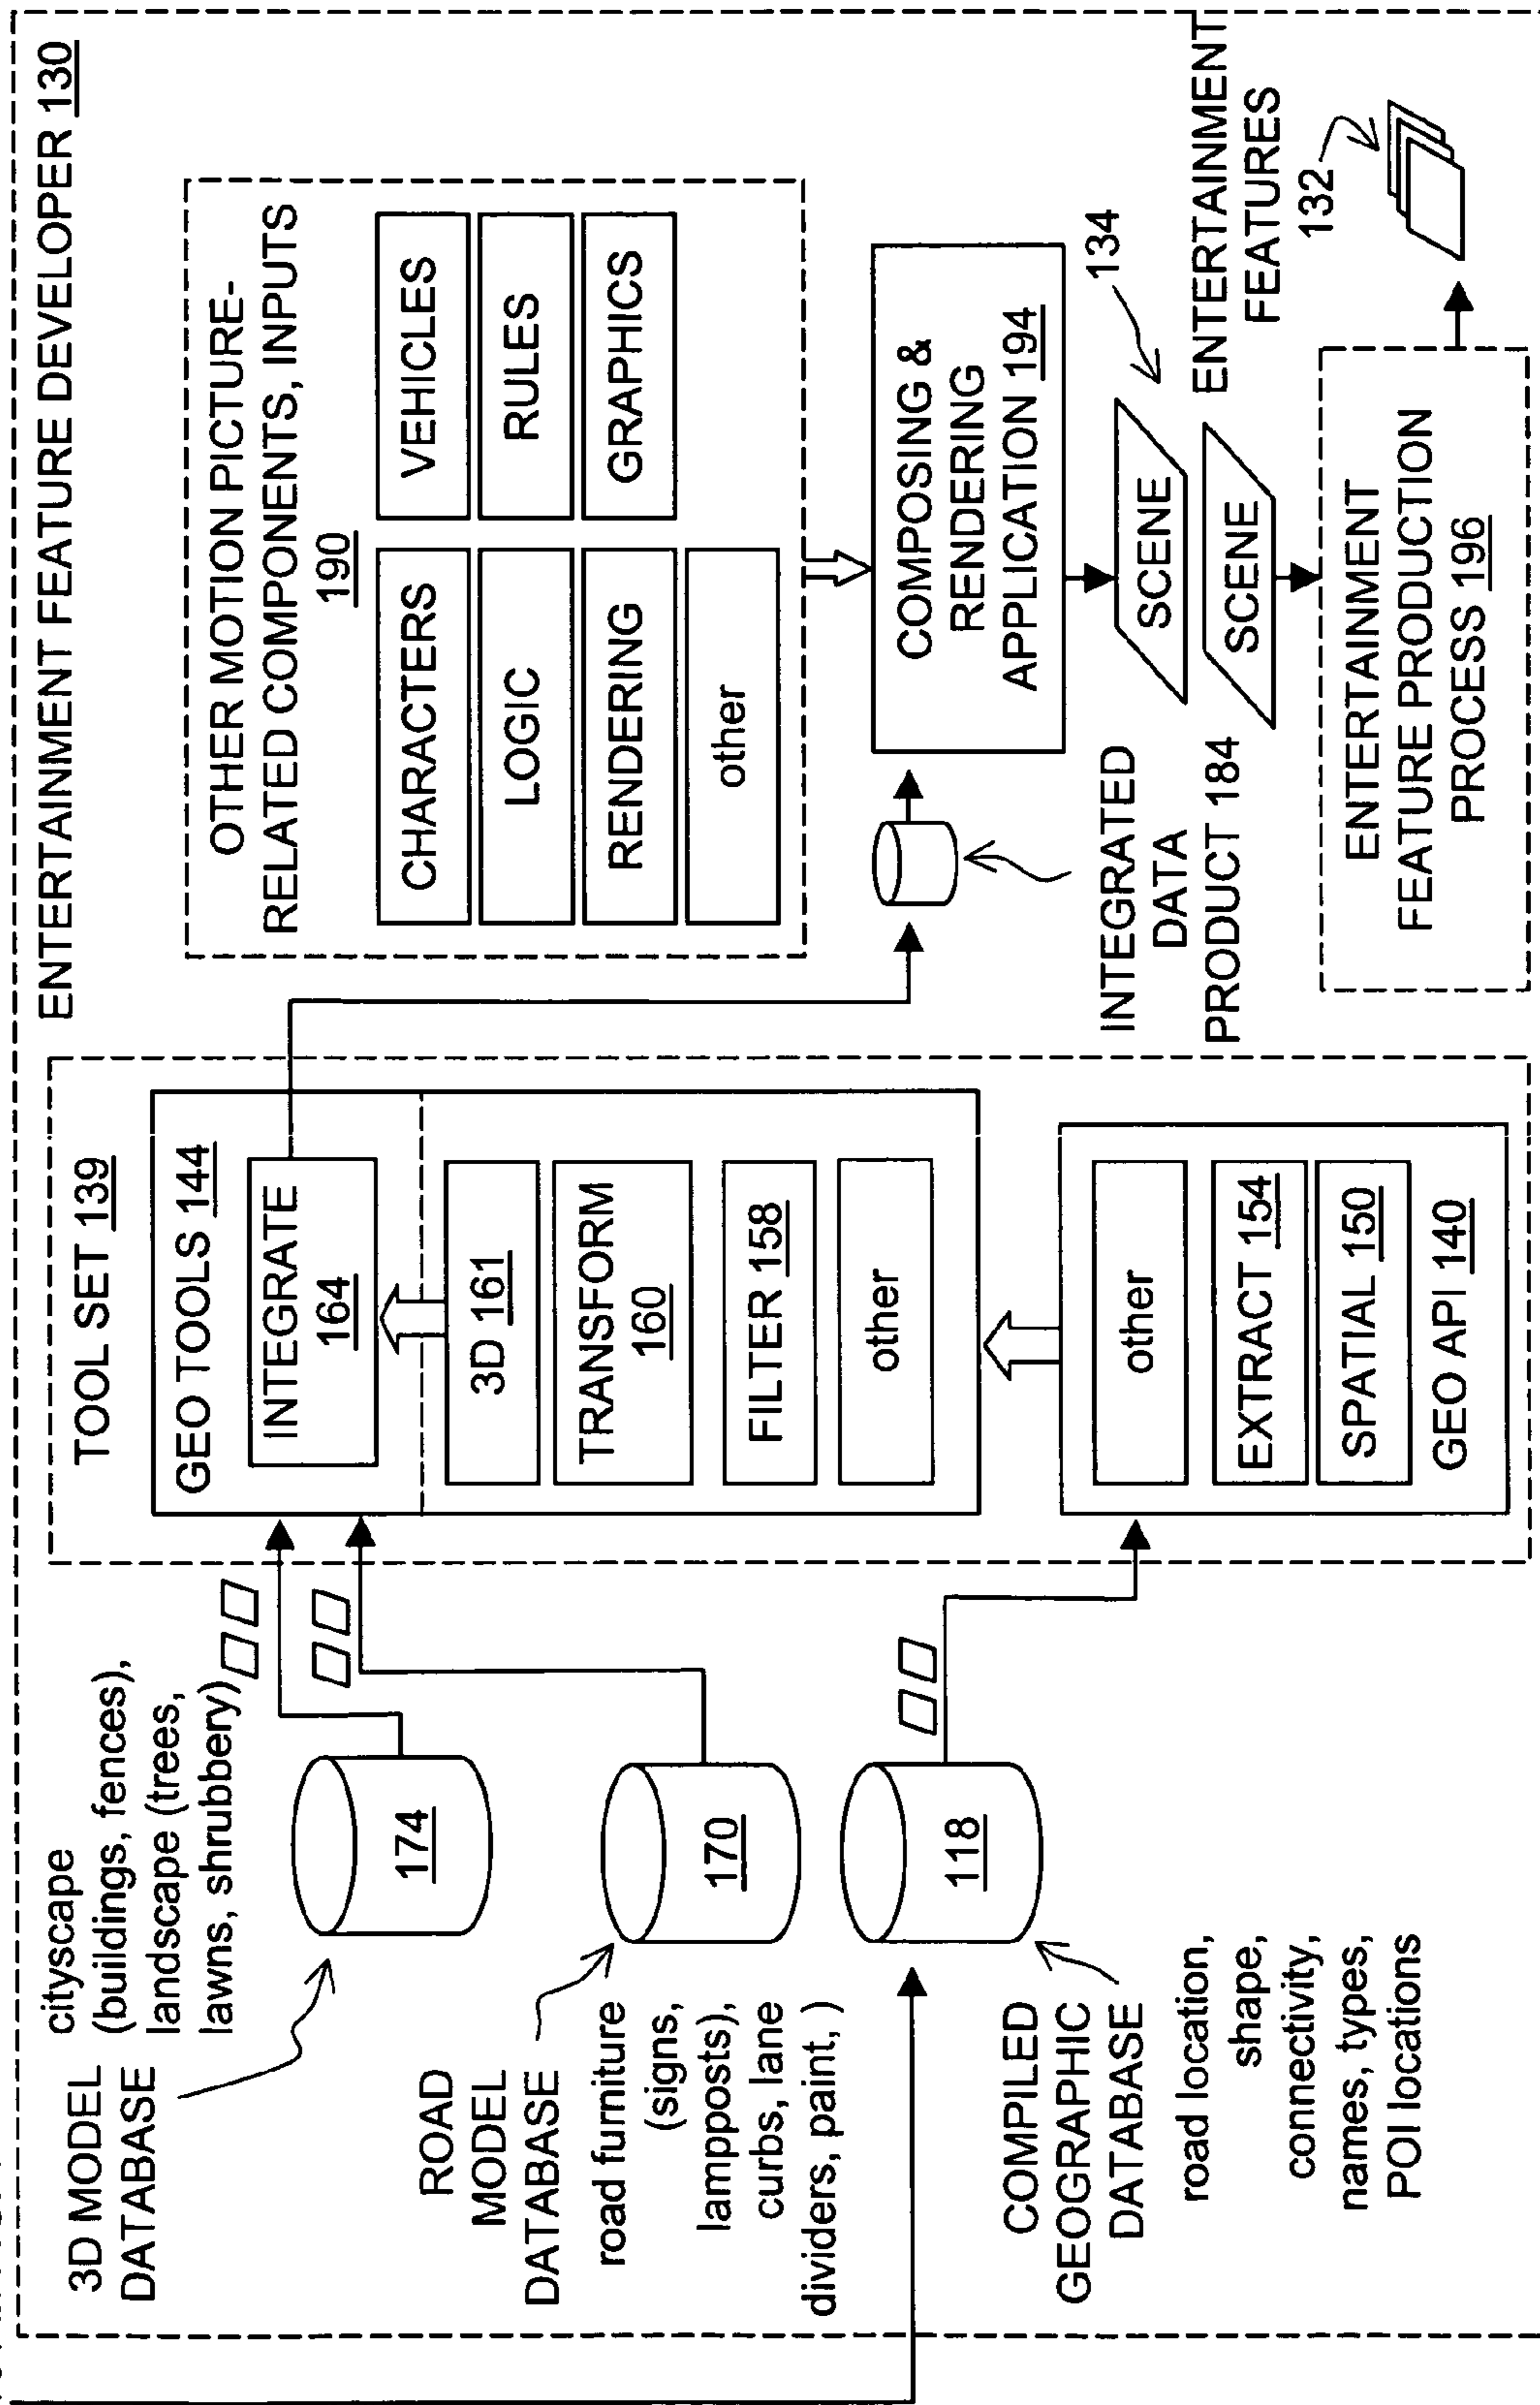 ENTERTAINMENT FEATURE DEVELOPER 130
3D MODEL
DATABASE
cityscape
(buildings, fences),
landscape (trees,
lawns, shrubbery)
174
ROAD
MODEL
DATABASE
road furniture
(signs,
lampposts),
curbs, lane
dividers, paint, )
170
118
COMPILED
GEOGRAPHIC
DATABASE
road location,
shape,
connectivity,
names, types,
POI locations
TOOL SET 139
GEO TOOLS 144
INTEGRATE
164
3D 161
TRANSFORM
160
FILTER 158
other
other
EXTRACT 154
SPATIAL 150
GEO API 140
OTHER MOTION PICTURE-
RELATED COMPONENTS, INPUTS
190
CHARACTERS
VEHICLES
LOGIC
RULES
RENDERING
GRAPHICS
other
COMPOSING &
RENDERING
APPLICATION 194
INTEGRATED
DATA
PRODUCT 184
SCENE
SCENE
134
ENTERTAINMENT
FEATURE PRODUCTION
PROCESS 196
ENTERTAINMENT
FEATURES
132